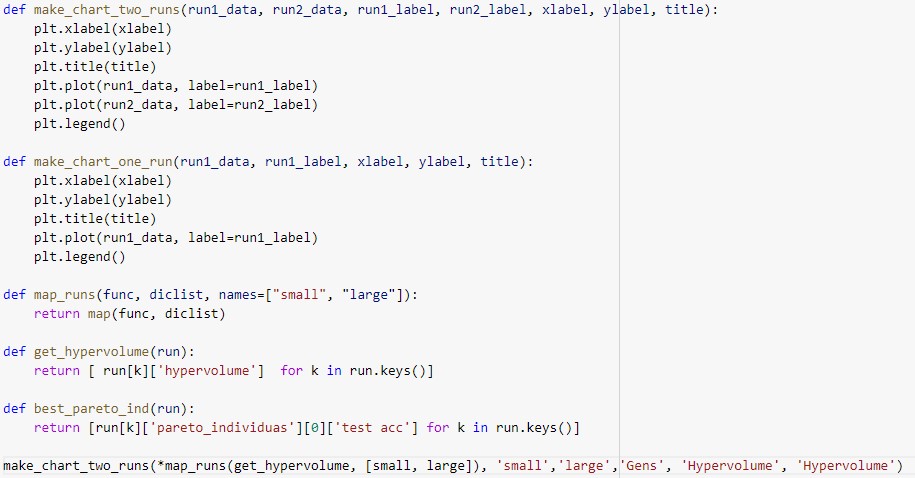 def make_chart_two_runs(run1_data, run2_data, run1_label, run2_label, xlabel, ylabel, title):
    plt.xlabel(xlabel)
    plt.ylabel(ylabel)
    plt.title(title)
    plt.plot(run1_data, label=run1_label)
    plt.plot(run2_data, label=run2_label)
    plt.legend()

def make_chart_one_run(run1_data, run1_label, xlabel, ylabel, title):
    plt.xlabel(xlabel)
    plt.ylabel(ylabel)
    plt.title(title)
    plt.plot(run1_data, label=run1_label)
    plt.legend()

def map_runs(func, diclist, names=["small", "large"]):
    return map(func, diclist)

def get_hypervolume(run):
    return [ run[k]['hypervolume']  for k in run.keys()]

def best_pareto_ind(run):
    return [run[k]['pareto_individuas'][0]['test acc'] for k in run.keys()]

make_chart_two_runs(*map_runs(get_hypervolume, [small, large]), 'small','large','Gens', 'Hypervolume', 'Hypervolume')